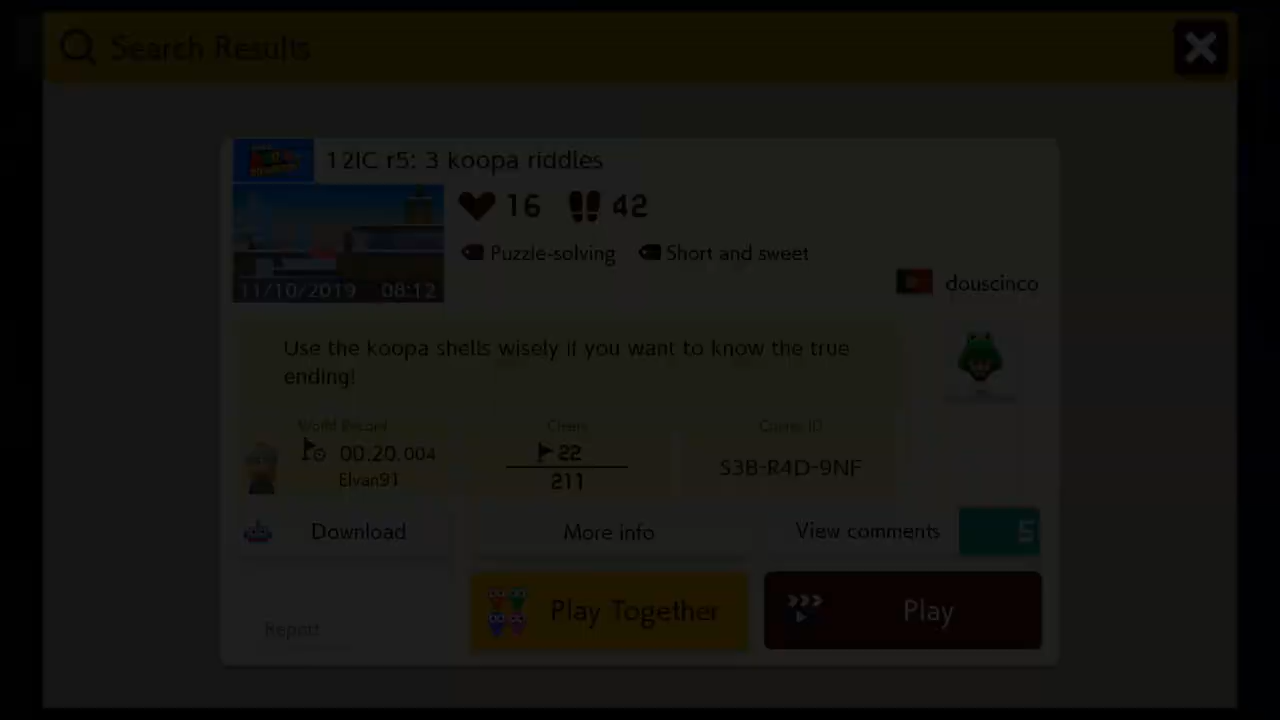 Search Results
12IC r5: 3 koopa riddles
16 42
Puzzle-solving Short and sweet
11/10/2019 08:12
douscinco
Use the koopa shells wisely if you want to know the true
ending!
World Record Clears Course ID
00:20.004 22 S3B-R4D-9NF
Elvan91 211
Download More info View comments 5
Report Play Together Play